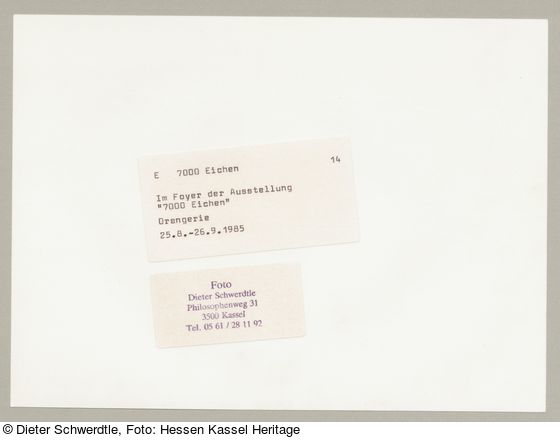 E 7000 Eichen 14
Im Foyer der Ausstellung
"7000 Eichen"
Orangerie
25.8.-26.9.1985
Foto
Dieter Schwerdtle
Philosophenweg 31
3500 Kassel
Tel. 05 61 / 28 11 92
© Dieter Schwerdtle, Foto: Hessen Kassel Heritage